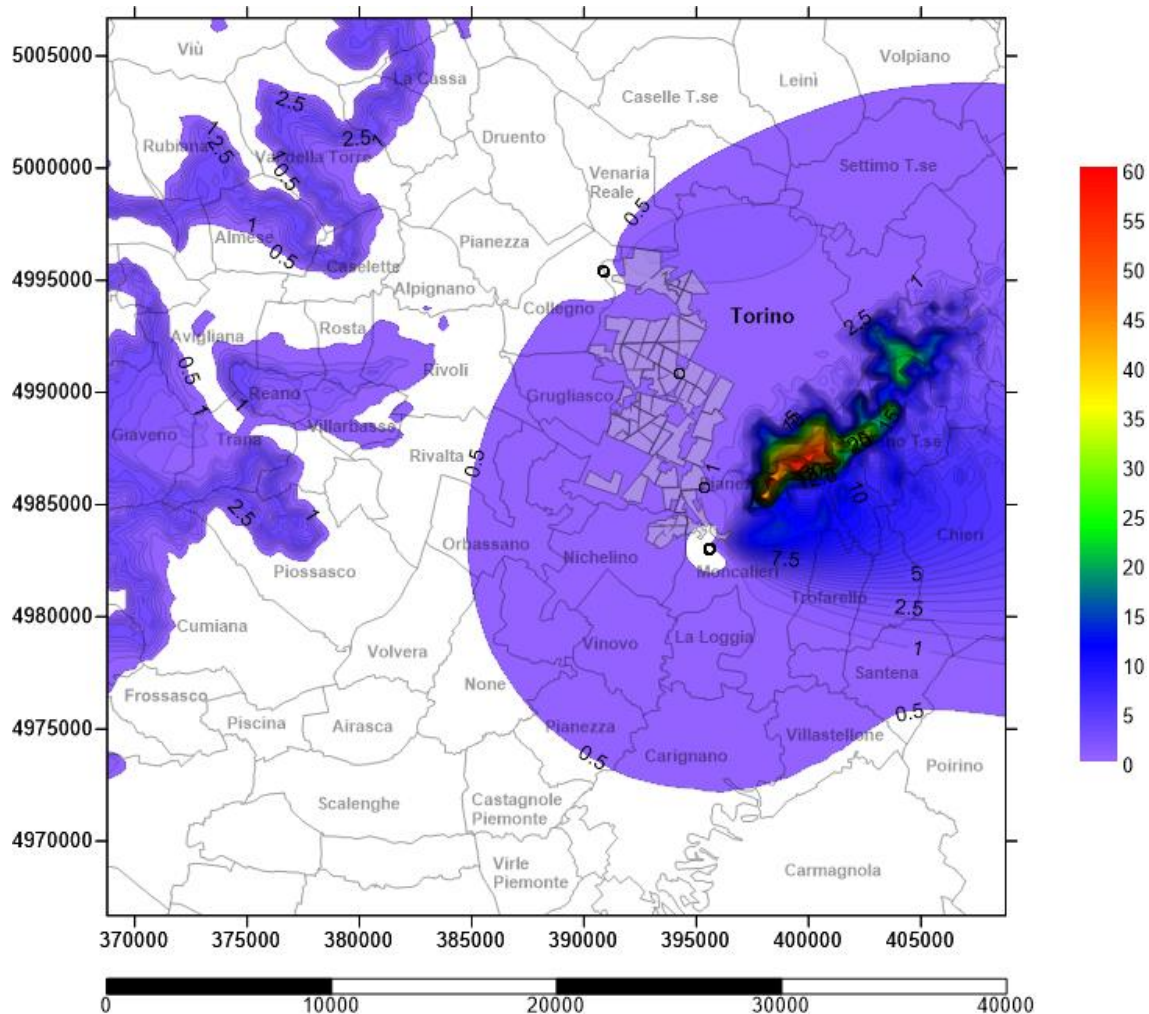 5005000
5000000
4995000
4990000
4985000
4980000
4975000
4970000
370000
375000
380000
385000
390000
395000
400000
405000
0
10000
20000
30000
40000
60
55
50
45
40
35
30
25
20
15
10
5
0
Viù
La Cassa
Volpiano
Leinì
Caselle T.se
Druento
Rubiana
Val della Torre
Settimo T.se
Venaria
Reale
Almese
Pianezza
Caselette
Alpignano
Collegno
Torino
Avigliana
Rosta
Reano
Rivoli
Grugliasco
Giaveno
Trana
Villarbasse
Rivalta
Orbassano
Nichelino
Moncalieri
Chieri
Trofarello
Piossasco
Cumiana
Volvera
Vinovo
La Loggia
Santena
Frossasco
Piscina
Airasca
None
Pianezza
Carignano
Villastellone
Poirino
Scalenghe
Castagnole
Piemonte
Virle
Piemonte
Carmagnola
2.5
2.5
1
1
2.5
1
0.5
0.5
0.5
1
1
2.5
1
0.5
0.5
0.5
0.5
1
2.5
1
7.5
10
5
2.5
1